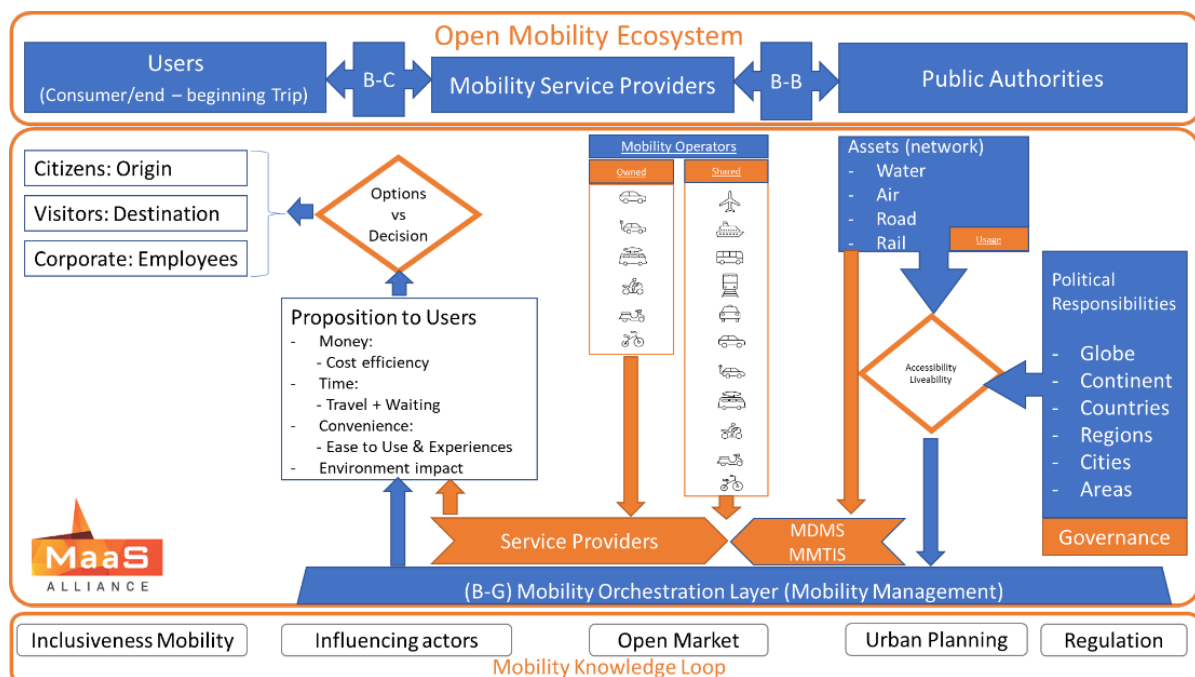 Open Mobility Ecosystem
Users
(Consumer/end – beginning Trip)
B-C
Mobility Service Providers
B-B
Public Authorities
Citizens: Origin
Visitors: Destination
Corporate: Employees
Options
vs
Decision
Proposition to Users
- Money:
- Cost efficiency
- Time:
- Travel + Waiting
- Convenience:
- Ease to Use & Experiences
- Environment impact
Mobility Operators
Owned
Shared
Assets (network)
- Water
- Air
- Road
- Rail
Usage
Accessibility
Liveability
Political
Responsibilities
- Globe
- Continent
- Countries
- Regions
- Cities
- Areas
Governance
Service Providers
MDMS
MMTIS
MaaS
ALLIANCE
(B-G) Mobility Orchestration Layer (Mobility Management)
Inclusiveness Mobility
Influencing actors
Open Market
Urban Planning
Regulation
Mobility Knowledge Loop